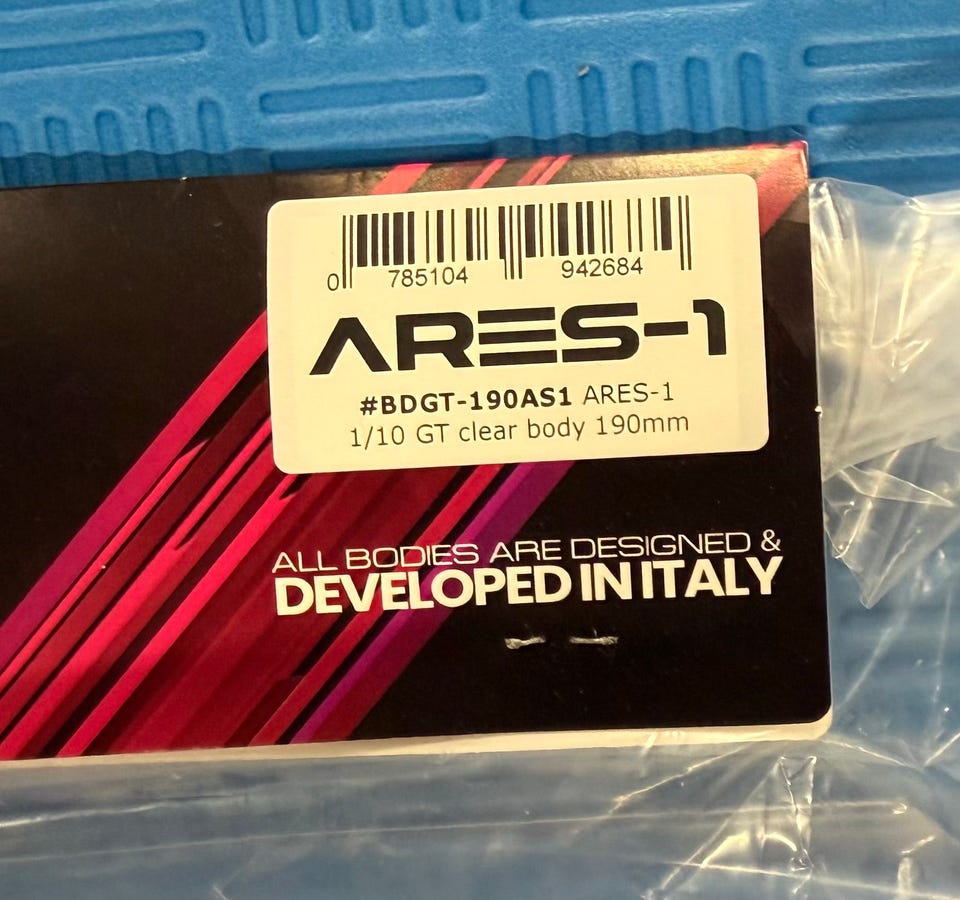 0 785104 942684
ARES-1
#BDGT-190AS1 ARES-1
1/10 GT clear body 190mm
ALL BODIES ARE DESIGNED &
DEVELOPED IN ITALY